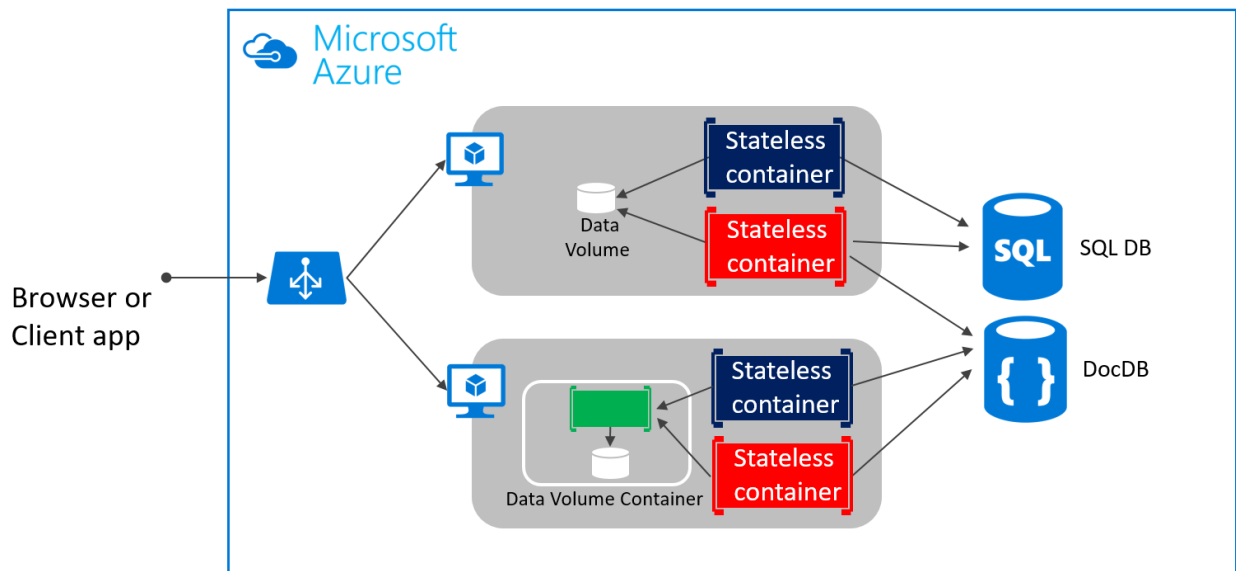 Microsoft
Azure
Stateless
container
Data
Volume
Stateless
container
SQL
SQL DB
Browser or
Client app
Stateless
container
{ }
DocDB
Stateless
container
Data Volume Container